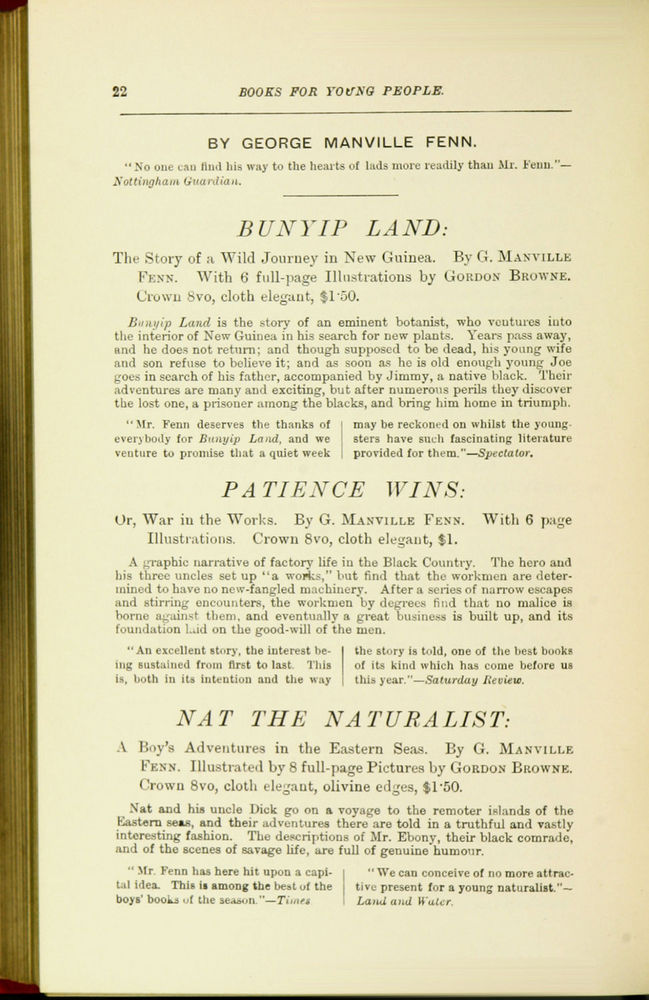 22 BOOKS FOR YOUNG PEOPLE.
BY GEORGE MANVILLE FENN.
"No one can find his way to the hearts of lads more readily than Mr. Fenn."—
Nottingham Guardian.
BUNYIP LAND:
The Story of a Wild Journey in New Guinea. By G. MANVILLE
FENN. With 6 full-page Illustrations by GORDON BROWNE.
Crown 8vo, cloth elegant, $1·50.
Bunyip Land is the story of an eminent botanist, who ventures into
the interior of New Guinea in his search for new plants. Years pass away,
and he does not return; and though supposed to be dead, his young wife
and son refuse to believe it; and as soon as he is old enough young Joe
goes in search of his father, accompanied by Jimmy, a native black. Their
adventures are many and exciting, but after numerous perils they discover
the lost one, a prisoner among the blacks, and bring him home in triumph.
"Mr. Fenn deserves the thanks of
everybody for Bunyip Land, and we
venture to promise that a quiet week
may be reckoned on whilst the young-
sters have such fascinating literature
provided for them."—Spectator.
PATIENCE WINS:
Or, War in the Works. By G. MANVILLE FENN. With 6 page
Illustrations. Crown 8vo, cloth elegant, $1.
A graphic narrative of factory life in the Black Country. The hero and
his three uncles set up "a works," but find that the workmen are deter-
mined to have no new-fangled machinery. After a series of narrow escapes
and stirring encounters, the workmen by degrees find that no malice is
borne against them, and eventually a great business is built up, and its
foundation laid on the good-will of the men.
"An excellent story, the interest be-
ing sustained from first to last. This
is, both in its intention and the way
the story is told, one of the best books
of its kind which has come before us
this year."—Saturday Review.
NAT THE NATURALIST:
A Boy's Adventures in the Eastern Seas. By G. MANVILLE
FENN. Illustrated by 8 full-page Pictures by GORDON BROWNE.
Crown 8vo, cloth elegant, olivine edges, $1·50.
Nat and his uncle Dick go on a voyage to the remoter islands of the
Eastern seas, and their adventures there are told in a truthful and vastly
interesting fashion. The descriptions of Mr. Ebony, their black comrade,
and of the scenes of savage life, are full of genuine humour.
"Mr. Fenn has here hit upon a capi-
tal idea. This is among the best of the
boys' books of the season."—Times
"We can conceive of no more attrac-
tive present for a young naturalist."—
Land and Water.